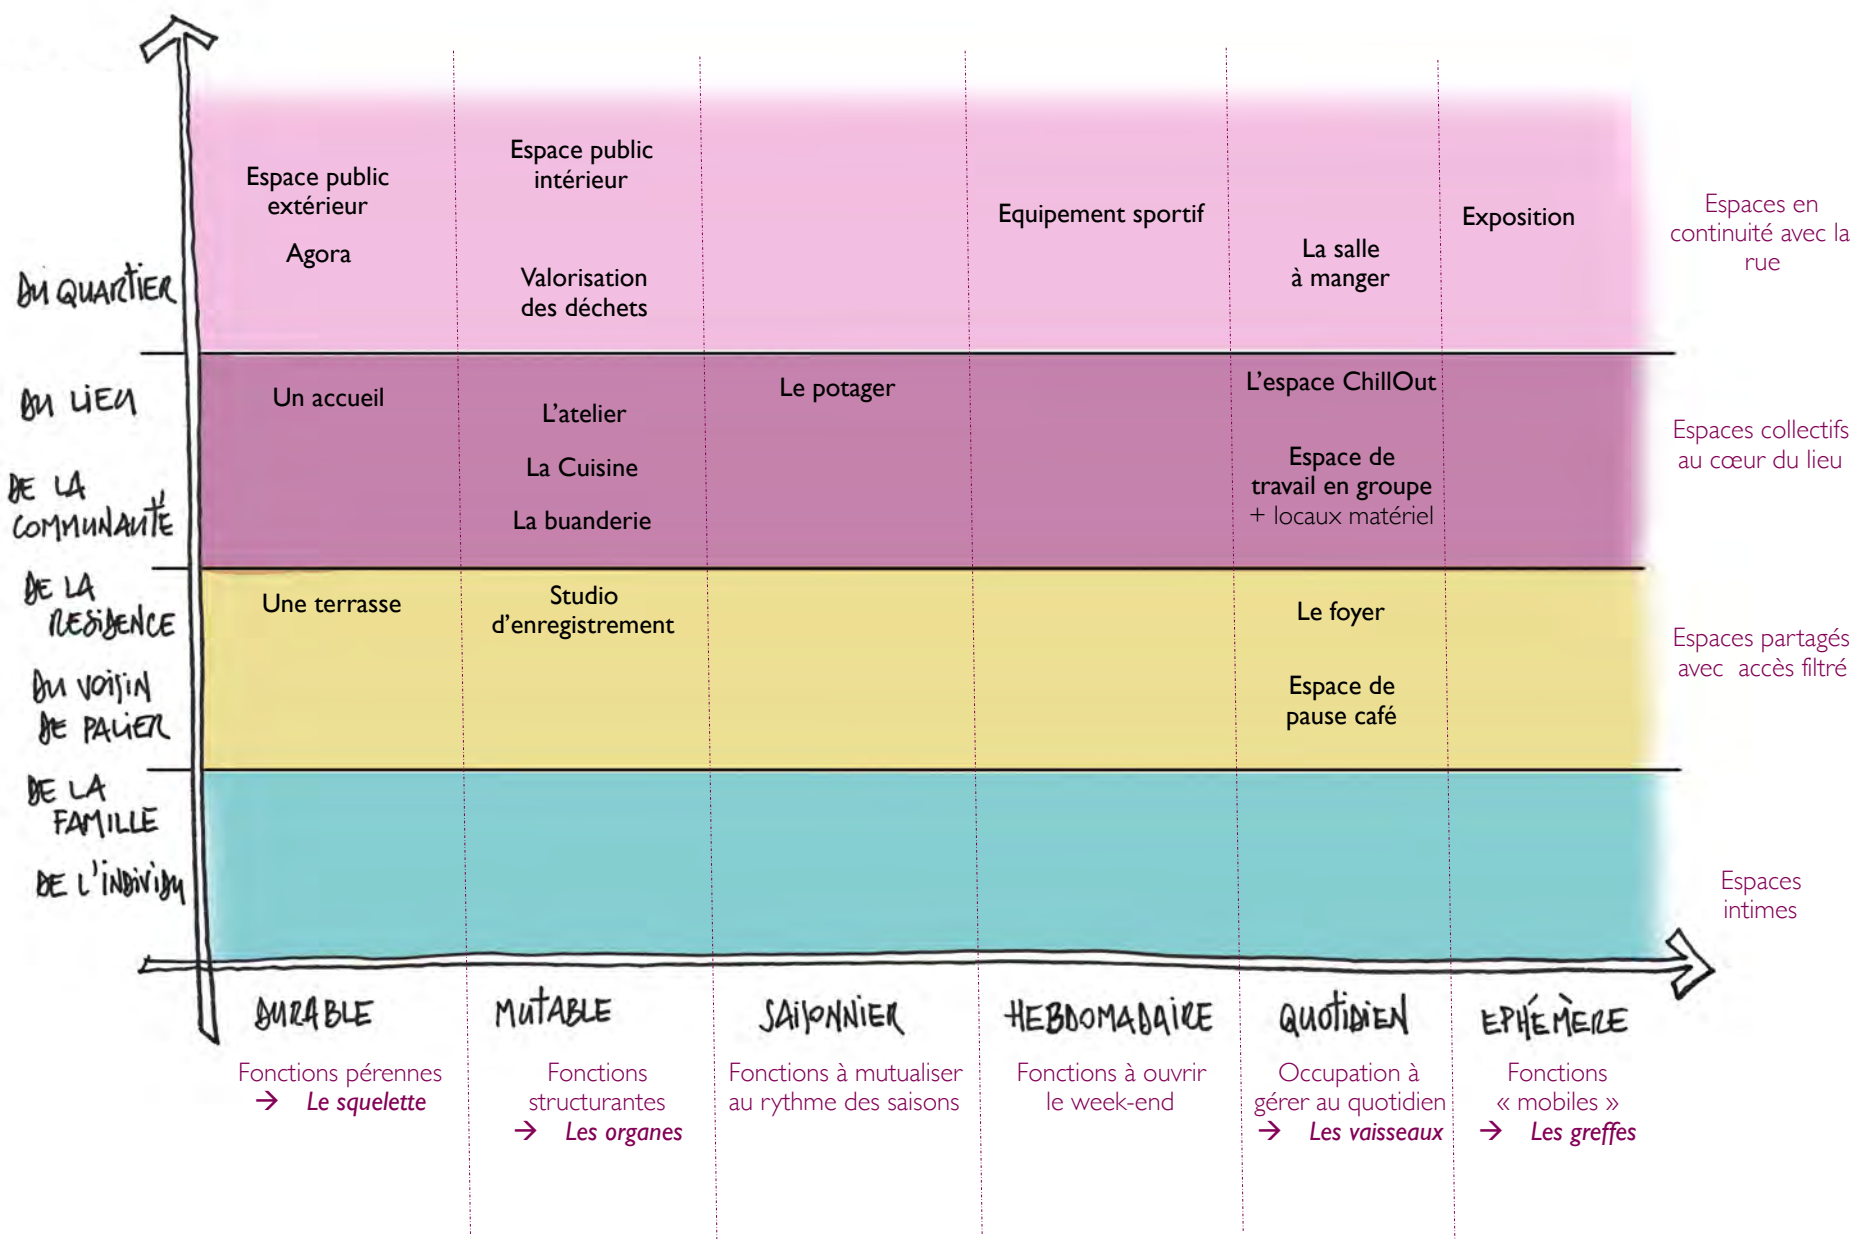 Espace public
extérieur
Agora
Espace public
intérieur
Valorisation
des déchets
Equipement sportif
La salle
à manger
Exposition
Espaces en
continuité avec la
rue
DU QUARTIER
DU LIEU
DE LA
COMMUNAUTÉ
Un accueil
L'atelier
La Cuisine
La buanderie
Le potager
L'espace ChillOut
Espace de
travail en groupe
+ locaux matériel
Espaces collectifs
au cœur du lieu
DE LA
RESIDENCE
DU VOISIN
DE PALIER
Une terrasse
Studio
d'enregistrement
Le foyer
Espace de
pause café
Espaces partagés
avec accès filtré
DE LA
FAMILLE
DE L'INDIVIDU
Espaces
intimes
DURABLE
MUTABLE
SAISONNIER
HEBDOMADAIRE
QUOTIDIEN
EPHÉMÈRE
Fonctions pérennes
→ Le squelette
Fonctions
structurantes
→ Les organes
Fonctions à mutualiser
au rythme des saisons
Fonctions à ouvrir
le week-end
Occupation à
gérer au quotidien
→ Les vaisseaux
Fonctions
« mobiles »
→ Les greffes